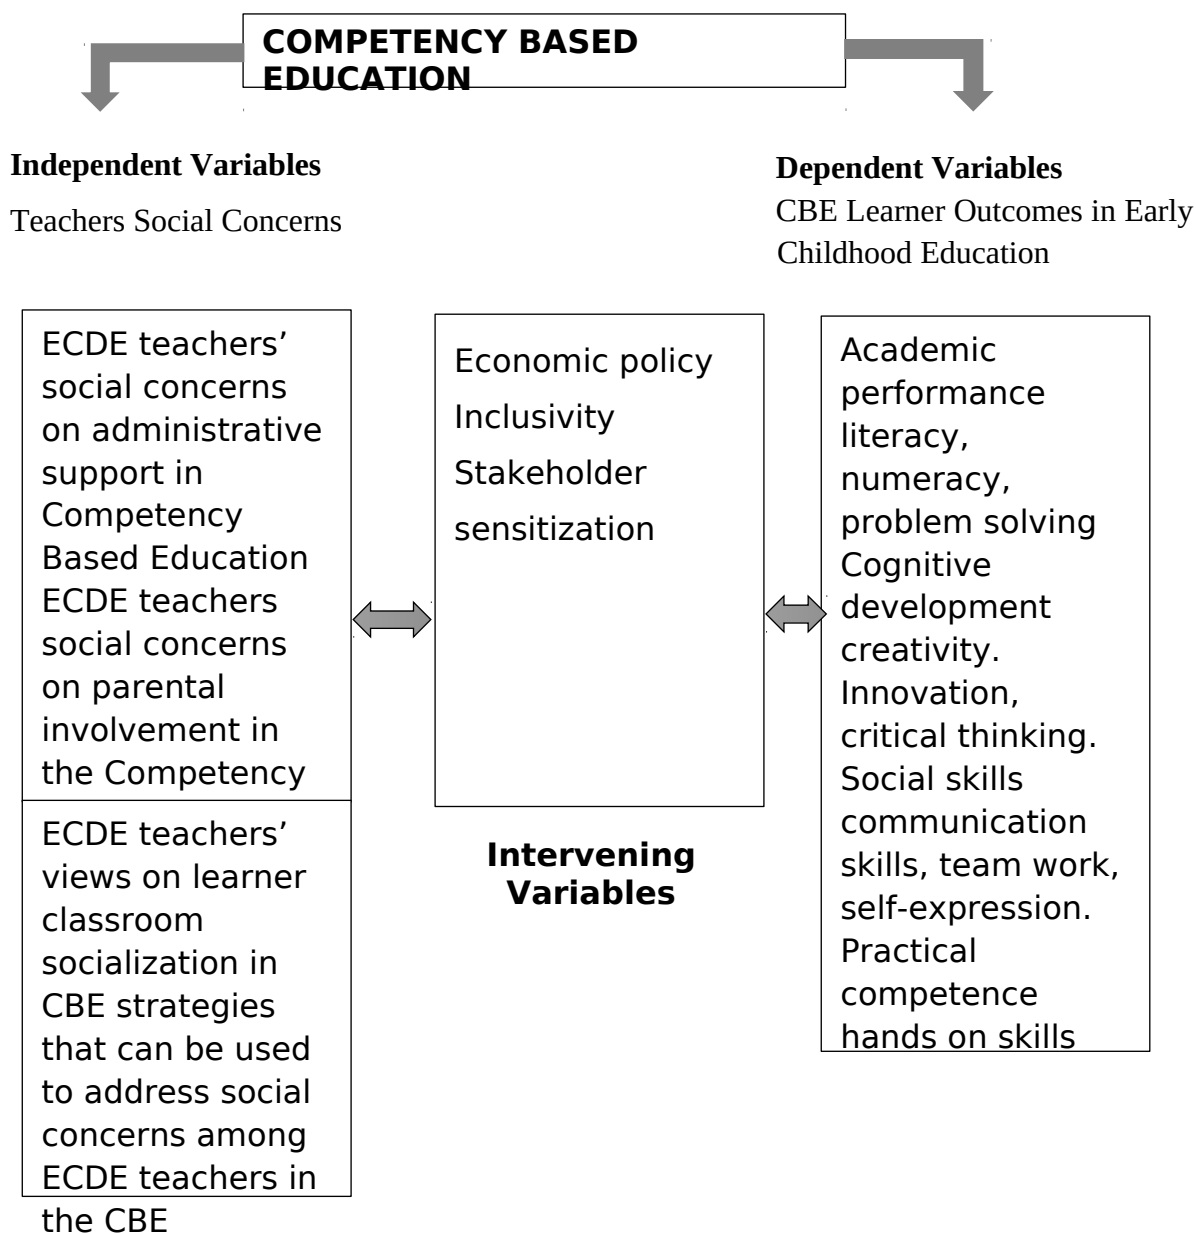 COMPETENCY BASED
EDUCATION
Independent Variables
Teachers Social Concerns
Dependent Variables
CBE Learner Outcomes in Early
Childhood Education
ECDE teachers’
social concerns
on administrative
support in
Competency
Based Education
ECDE teachers
social concerns
on parental
involvement in
the Competency
ECDE teachers’
views on learner
classroom
socialization in
CBE strategies
that can be used
to address social
concerns among
ECDE teachers in
the CBE
Economic policy
Inclusivity
Stakeholder
sensitization
Intervening
Variables
Academic
performance
literacy,
numeracy,
problem solving
Cognitive
development
creativity.
Innovation,
critical thinking.
Social skills
communication
skills, team work,
self-expression.
Practical
competence
hands on skills